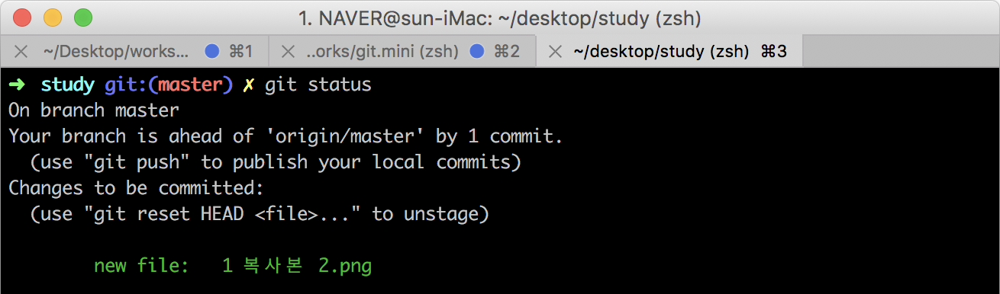 1. NAVER@sun-iMac: ~/desktop/study (zsh)
~/Desktop/works... ⌘1 ..orks/git.mini (zsh) ⌘2 ~/desktop/study (zsh) ⌘3
➜ study git:(master) ✗ git status
On branch master
Your branch is ahead of 'origin/master' by 1 commit.
(use "git push" to publish your local commits)
Changes to be committed:
(use "git reset HEAD <file>..." to unstage)
new file: 1 복사본 2.png